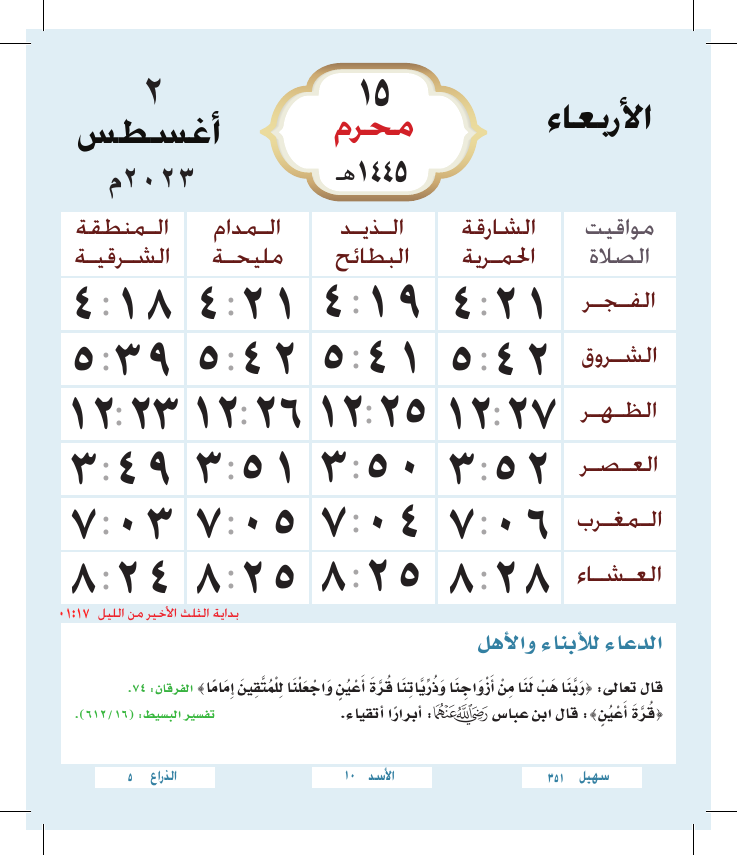 الأربعاء
١٥
محرم
١٤٤٥هـ
٢
أغسطس
٢٠٢٣م
مواقيت الصلاة
الشارقة الحمرية
الذيد البطائح
المدام مليحة
المنطقة الشرقية
الفجر ٤:٢١ ٤:١٩ ٤:٢١ ٤:١٨
الشروق ٥:٤٢ ٥:٤١ ٥:٤٢ ٥:٣٩
الظهر ١٢:٢٧ ١٢:٢٥ ١٢:٢٦ ١٢:٢٣
العصر ٣:٥٢ ٣:٥٠ ٣:٥١ ٣:٤٩
المغرب ٧:٠٦ ٧:٠٤ ٧:٠٥ ٧:٠٣
العشاء ٨:٢٨ ٨:٢٥ ٨:٢٥ ٨:٢٤
بداية الثلث الأخير من الليل ٠١:١٧
الدعاء للأبناء والأهل
قال تعالى: ﴿رَبَّنَا هَبْ لَنَا مِنْ أَزْوَاجِنَا وَذُرِّيَّاتِنَا قُرَّةَ أَعْيُنٍ وَاجْعَلْنَا لِلْمُتَّقِينَ إِمَامًا﴾ الفرقان: ٧٤.
﴿قُرَّةَ أَعْيُنٍ﴾: قال ابن عباس رَضِيَ اللَّهُ عَنْهُمَا: أبرارًا أتقياء. تفسير البسيط: (٦١٢/١٦).
سهيل ٣٥١
الأسد ١٠
الذراع ٥